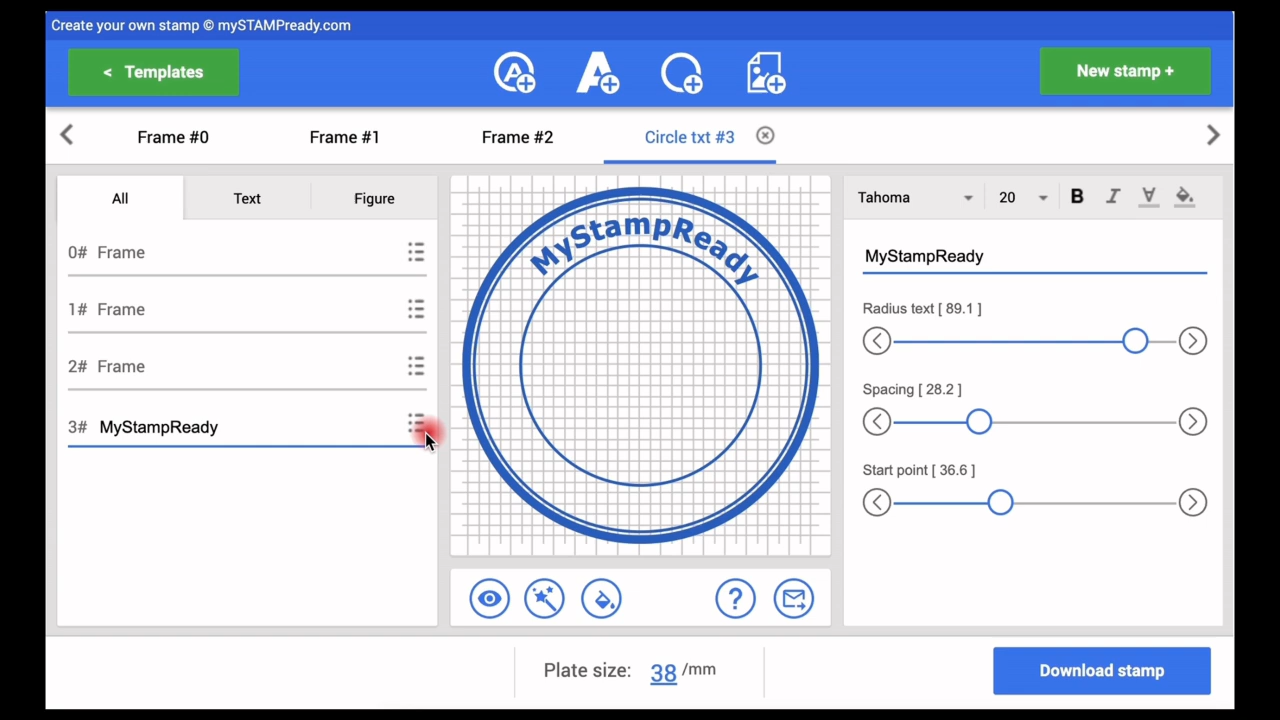 Create your own stamp © mySTAMPready.com
< Templates
A
A
New stamp +
Frame #0
Frame #1
Frame #2
Circle txt #3
All
Text
Figure
0# Frame
1# Frame
2# Frame
3# MyStampReady
MyStampReady
?
Tahoma
20
B
I
A
MyStampReady
Radius text [ 89.1 ]
Spacing [ 28.2 ]
Start point [ 36.6 ]
Plate size: 38 /mm
Download stamp